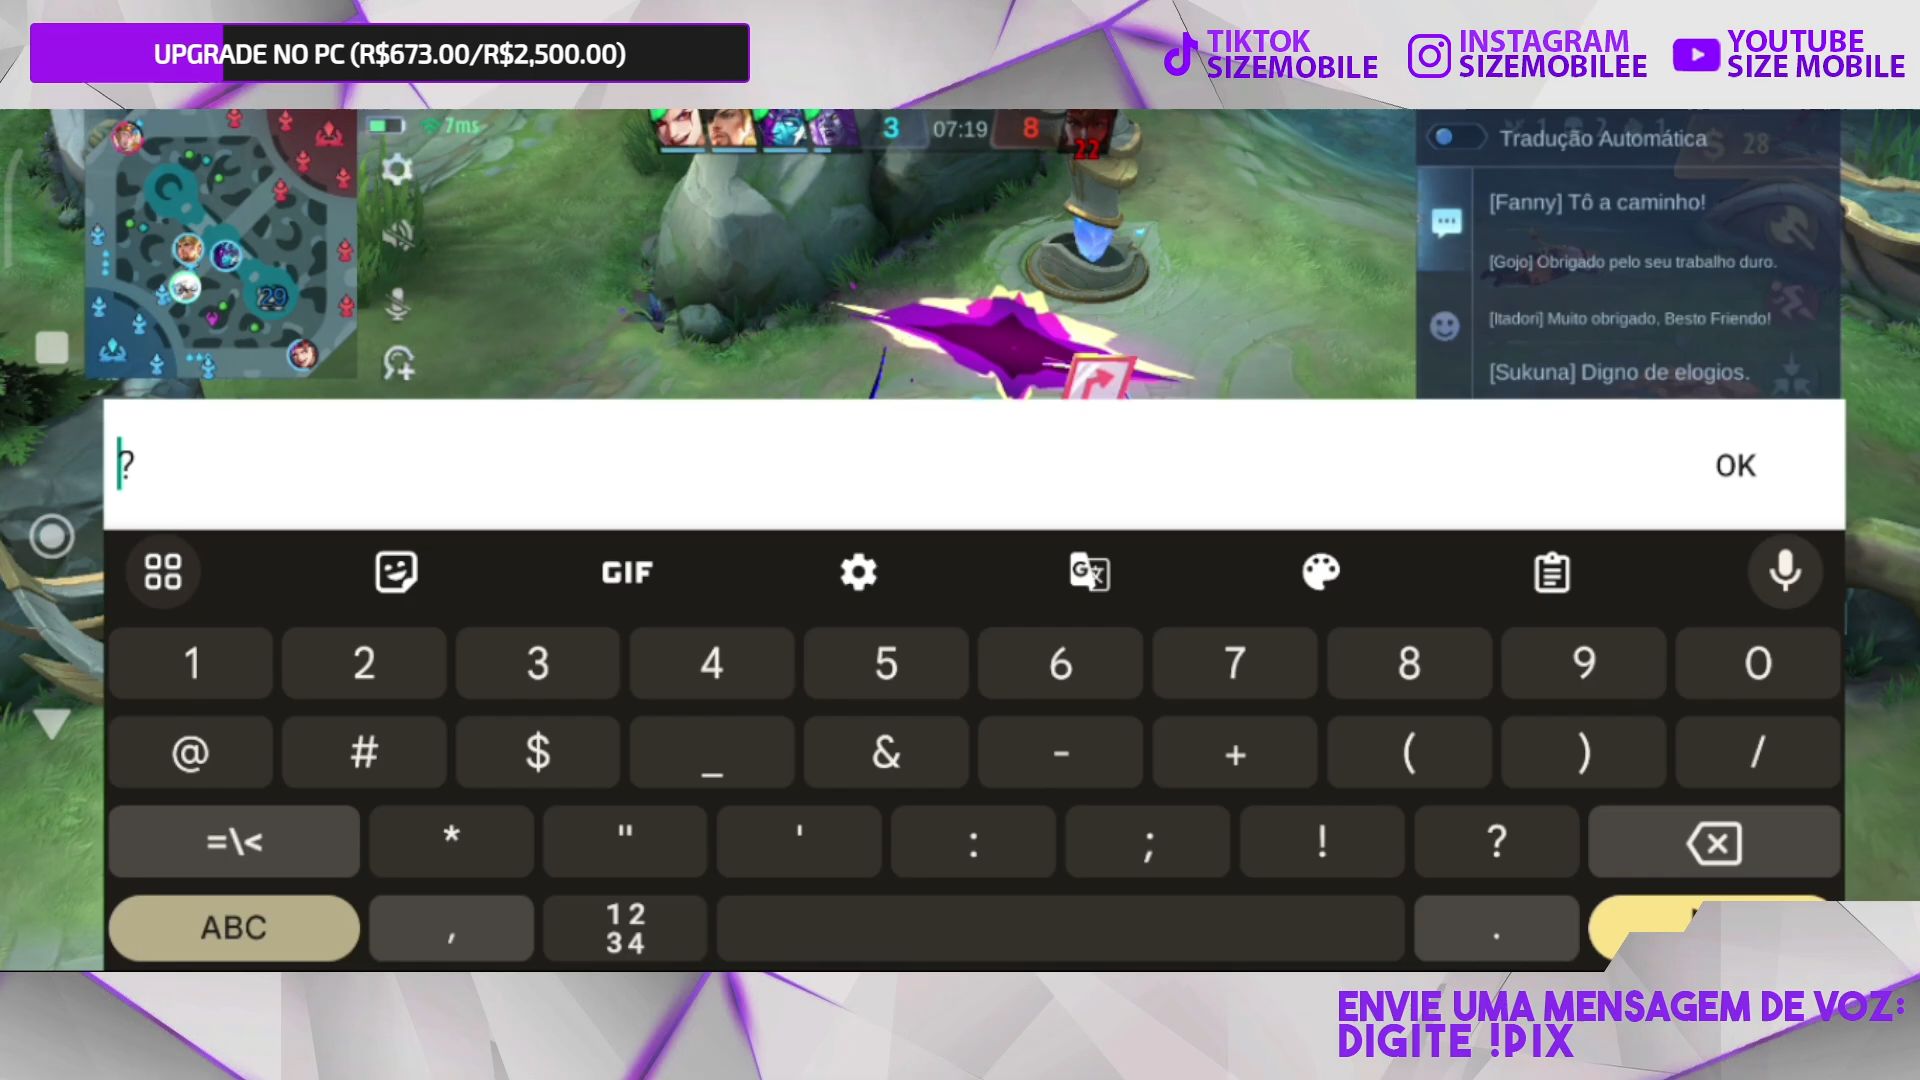 UPGRADE NO PC (R$673.00/R$2,500.00)
TIKTOK
SIZEMOBILE
INSTAGRAM
SIZEMOBILEE
YOUTUBE
SIZE MOBILE
7ms
3 07:19 8
22
Tradução Automática
28
[Fanny] Tô a caminho!
[Gojo] Obrigado pelo seu trabalho duro.
[Itadori] Muito obrigado, Besto Friendo!
[Sukuna] Digno de elogios.
29
?
OK
GIF
1 2 3 4 5 6 7 8 9 0
@ # $ _ & - + ( ) /
=\< * " ' : ; ! ?
ABC , 12 .
34
ENVIE UMA MENSAGEM DE VOZ:
DIGITE !PIX